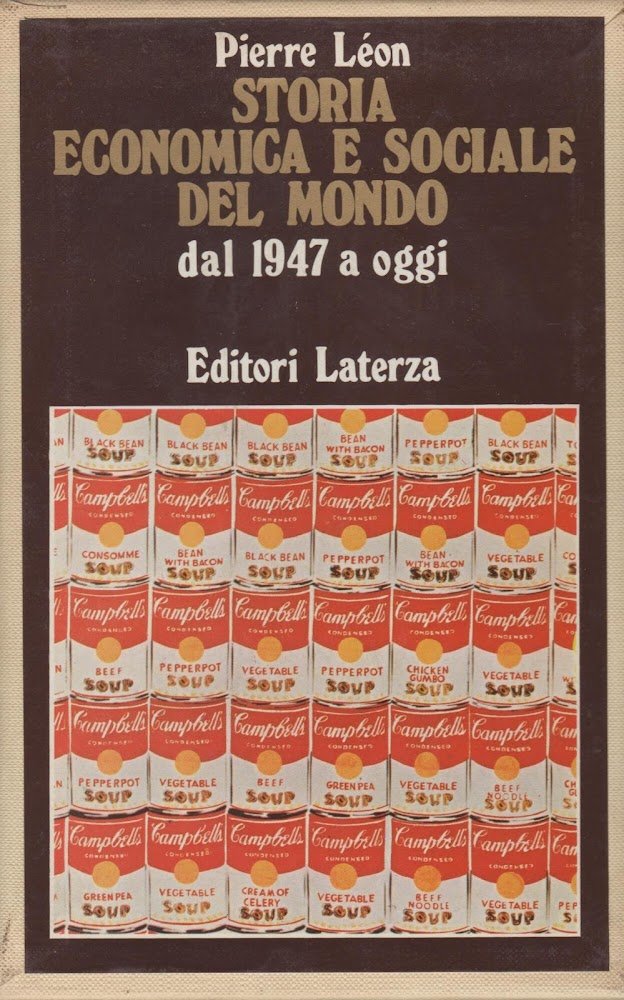 Pierre Léon
STORIA
ECONOMICA E SOCIALE
DEL MONDO
dal 1947 a oggi
Editori Laterza
BLACK BEAN
SOUP
BLACK BEAN
SOUP
BLACK BEAN
SOUP
BEAN
WITH BACON
SOUP
PEPPERPOT
SOUP
BLACK BEAN
SOUP
Campbell's
CONDENSED
CONSOMME
SOUP
Campbell's
CONDENSED
BEAN
WITH BACON
SOUP
Campbell's
CONDENSED
BLACK BEAN
SOUP
Campbell's
CONDENSED
PEPPERPOT
SOUP
Campbell's
CONDENSED
BEAN
WITH BACON
SOUP
Campbell's
CONDENSED
VEGETABLE
SOUP
Campbell's
CONDENSED
BEEF
SOUP
Campbell's
CONDENSED
PEPPERPOT
SOUP
Campbell's
CONDENSED
VEGETABLE
SOUP
Campbell's
CONDENSED
PEPPERPOT
SOUP
Campbell's
CONDENSED
CHICKEN
GUMBO
SOUP
Campbell's
CONDENSED
VEGETABLE
SOUP
Campbell's
CONDENSED
PEPPERPOT
SOUP
Campbell's
CONDENSED
VEGETABLE
SOUP
Campbell's
CONDENSED
BEEF
SOUP
Campbell's
CONDENSED
GREEN PEA
SOUP
Campbell's
CONDENSED
VEGETABLE
SOUP
Campbell's
CONDENSED
BEEF
NOODLE
SOUP
Campbell's
CONDENSED
GREEN PEA
SOUP
Campbell's
CONDENSED
VEGETABLE
SOUP
Campbell's
CONDENSED
CREAM OF
CELERY
SOUP
Campbell's
CONDENSED
VEGETABLE
SOUP
Campbell's
CONDENSED
BEEF
NOODLE
SOUP
Campbell's
CONDENSED
VEGETABLE
SOUP